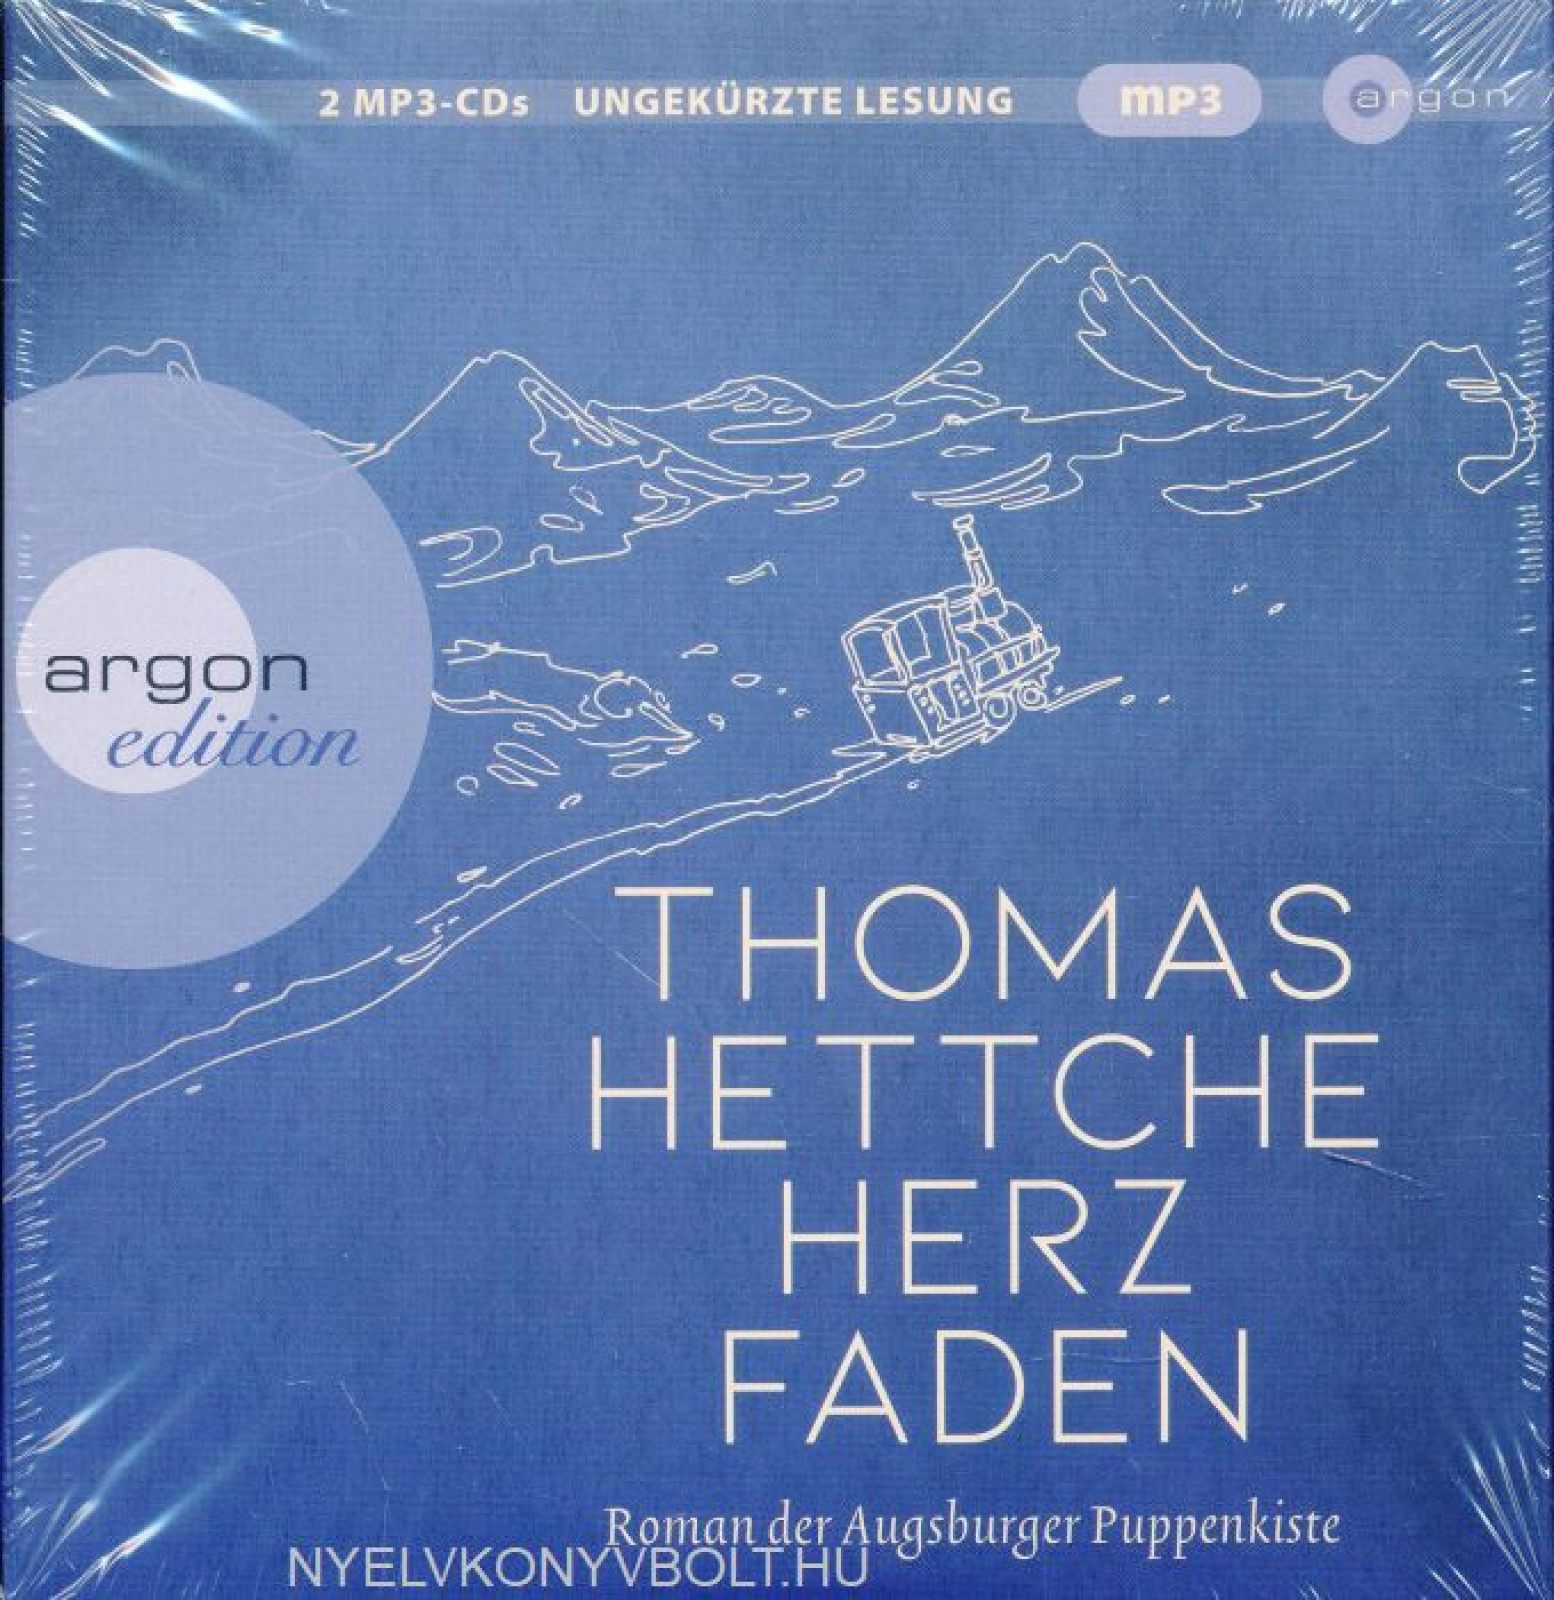 2 MP3-CDs UNGEKÜRZTE LESUNG mp3 argon
argon
edition
THOMAS
HETTCHE
HERZ
FADEN
Roman der Augsburger Puppenkiste
NYELVKONYVBOLT.HU